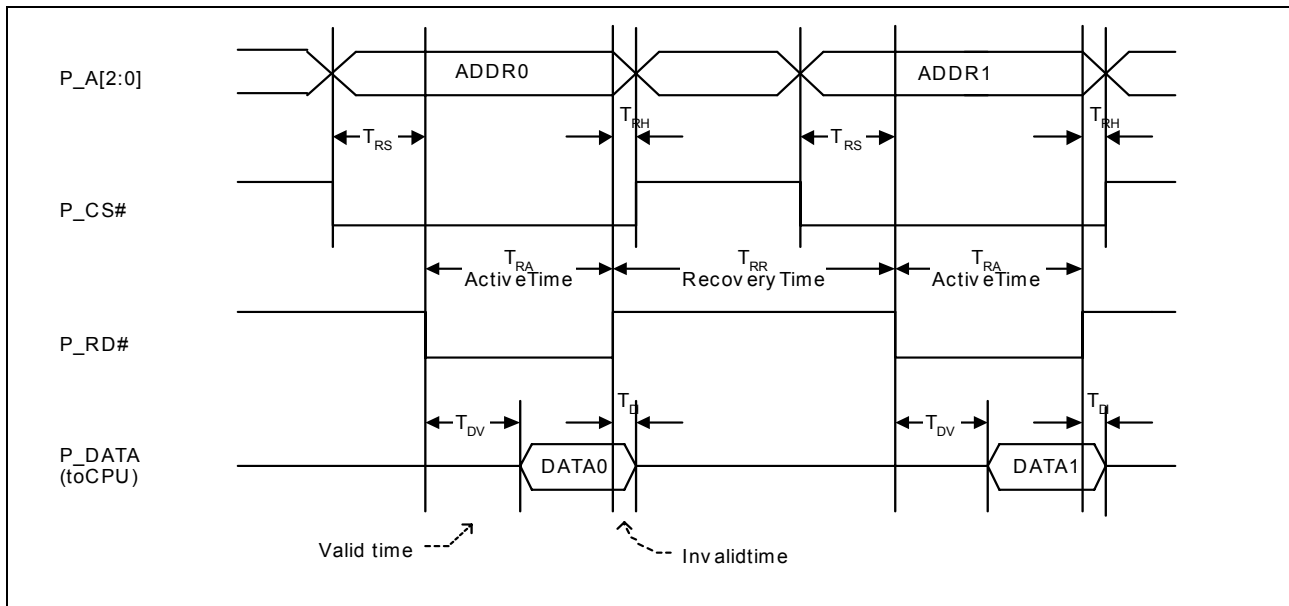 P_A[2:0]
ADDR0
ADDR1
TRS
TRH
TRS
TRH
P_CS#
TRA
ActiveTime
TRR
RecoveryTime
TRA
ActiveTime
P_RD#
TDV
TDI
TDV
TDI
P_DATA
(toCPU)
DATA0
DATA1
Valid time
Invalidtime